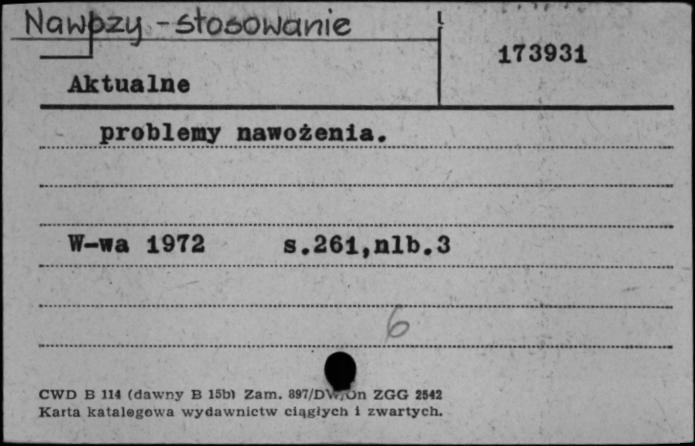 Nawozy - stosowanie
173931
Aktualne
problemy nawożenia.
W-wa 1972 s.261,nlb.3
6
CWD B 114 (dawny B 15b) Zam. 897/DW/On ZGG 2542
Karta katalogowa wydawnictw ciągłych i zwartych.